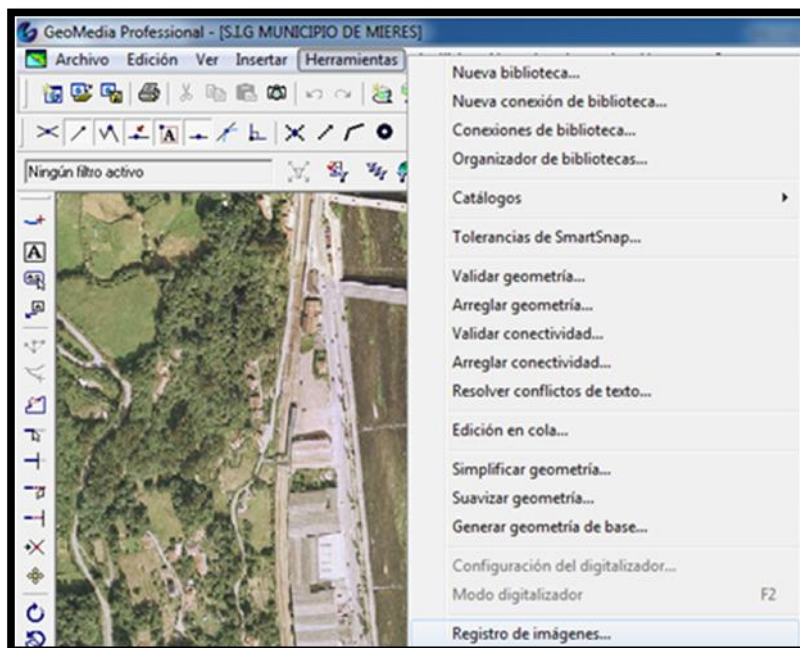 GeoMedia Professional - [S.I.G MUNICIPIO DE MIERES]
Archivo Edición Ver Insertar Herramientas
Ningún filtro activo
A
A
Nueva biblioteca...
Nueva conexión de biblioteca...
Conexiones de biblioteca...
Organizador de bibliotecas...
Catálogos
Tolerancias de SmartSnap...
Validar geometría...
Arreglar geometría...
Validar conectividad...
Arreglar conectividad...
Resolver conflictos de texto...
Edición en cola...
Simplificar geometría...
Suavizar geometría...
Generar geometría de base...
Configuración del digitalizador...
Modo digitalizador F2
Registro de imágenes...